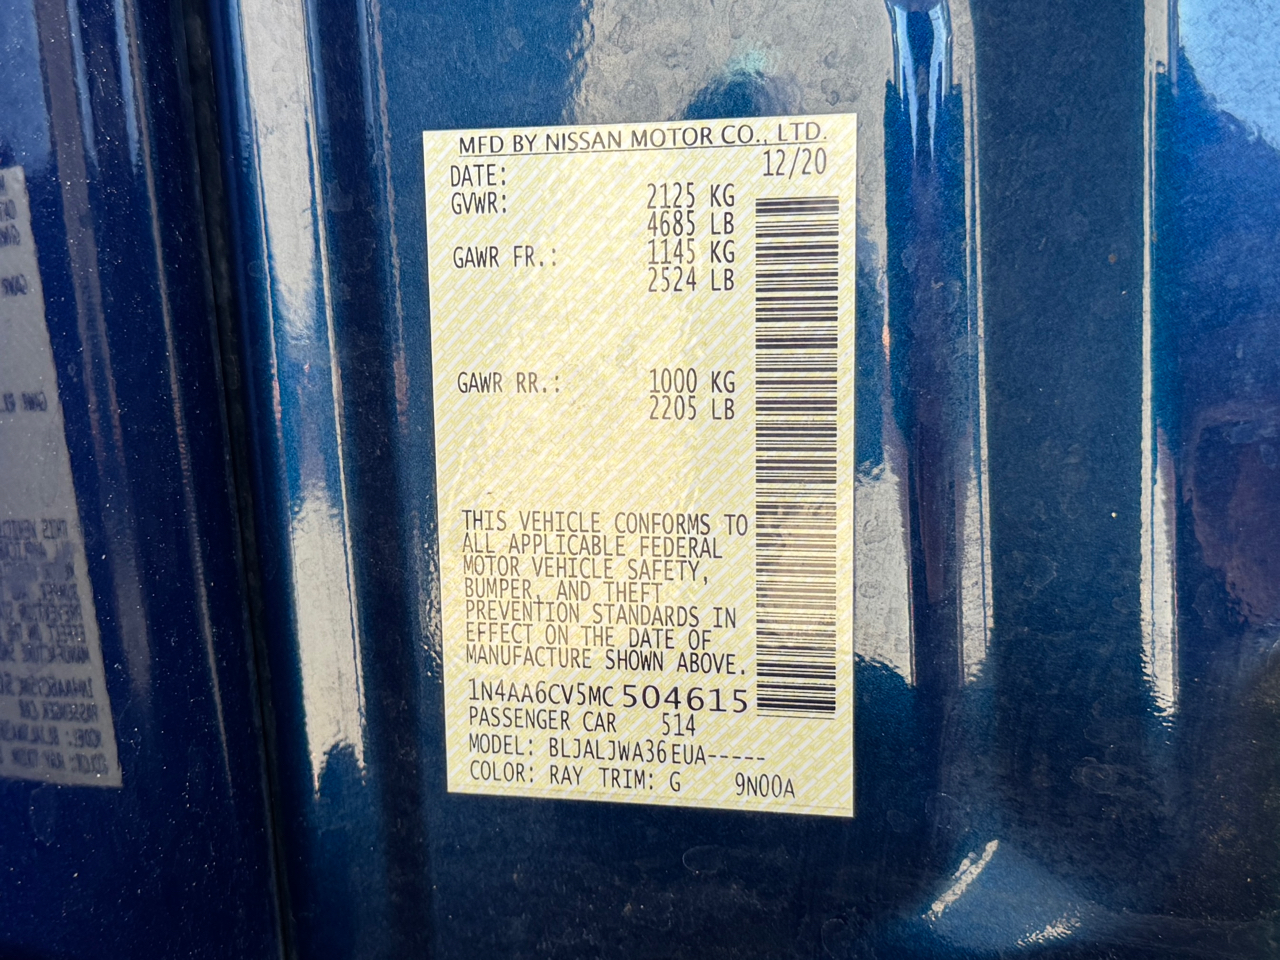 MFD BY NISSAN MOTOR CO., LTD.
DATE: 12/20
GVWR: 2125 KG
4685 LB
GAWR FR.: 1145 KG
2524 LB
GAWR RR.: 1000 KG
2205 LB
THIS VEHICLE CONFORMS TO
ALL APPLICABLE FEDERAL
MOTOR VEHICLE SAFETY,
BUMPER, AND THEFT
PREVENTION STANDARDS IN
EFFECT ON THE DATE OF
MANUFACTURE SHOWN ABOVE.
1N4AA6CV5MC504615
PASSENGER CAR 514
MODEL: BLJALJWA36EUA-----
COLOR: RAY TRIM: G 9N00A